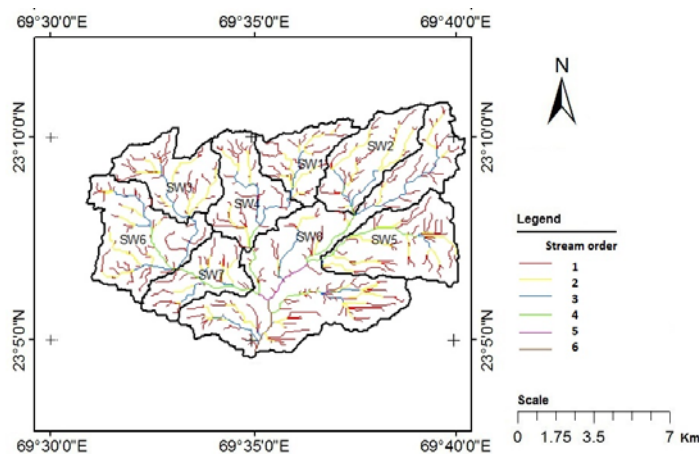 69°30'0"E 69°35'0"E 69°40'0"E
23°10'0"N
23°5'0"N
SW1
SW2
SW3
SW4
SW6
SW8
SW5
SW7
23°10'0"N
23°5'0"N
69°30'0"E 69°35'0"E 69°40'0"E
N
Legend
Stream order
1
2
3
4
5
6
Scale
0 1.75 3.5 7 Km